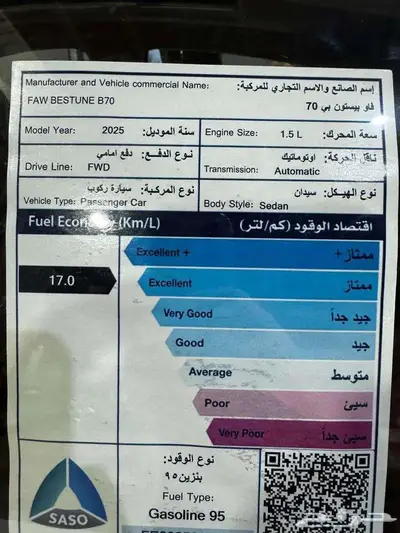 Manufacturer and Vehicle commercial Name: إسم الصانع والاسم التجاري للمركبة:
FAW BESTUNE B70
فاو بيستون بي 70
Model Year: 2025 سنة الموديل:
Engine Size: 1.5 L سعة المحرك:
نوع الدفع: دفع امامي
Drive Line: FWD
ناقل الحركة: اوتوماتيك
Transmission: Automatic
نوع المركبة: سيارة ركوب
Vehicle Type: Passenger Car
نوع الهيكل: سيدان
Body Style: Sedan
Fuel Economy (Km/L) اقتصاد الوقود (كم/لتر)
Excellent + ممتاز+
17.0
Excellent ممتاز
Very Good جيد جداً
Good جيد
Average متوسط
Poor سيئ
Very Poor سيئ جداً
نوع الوقود:
بنزين ٩٥
Fuel Type:
Gasoline 95
SASO